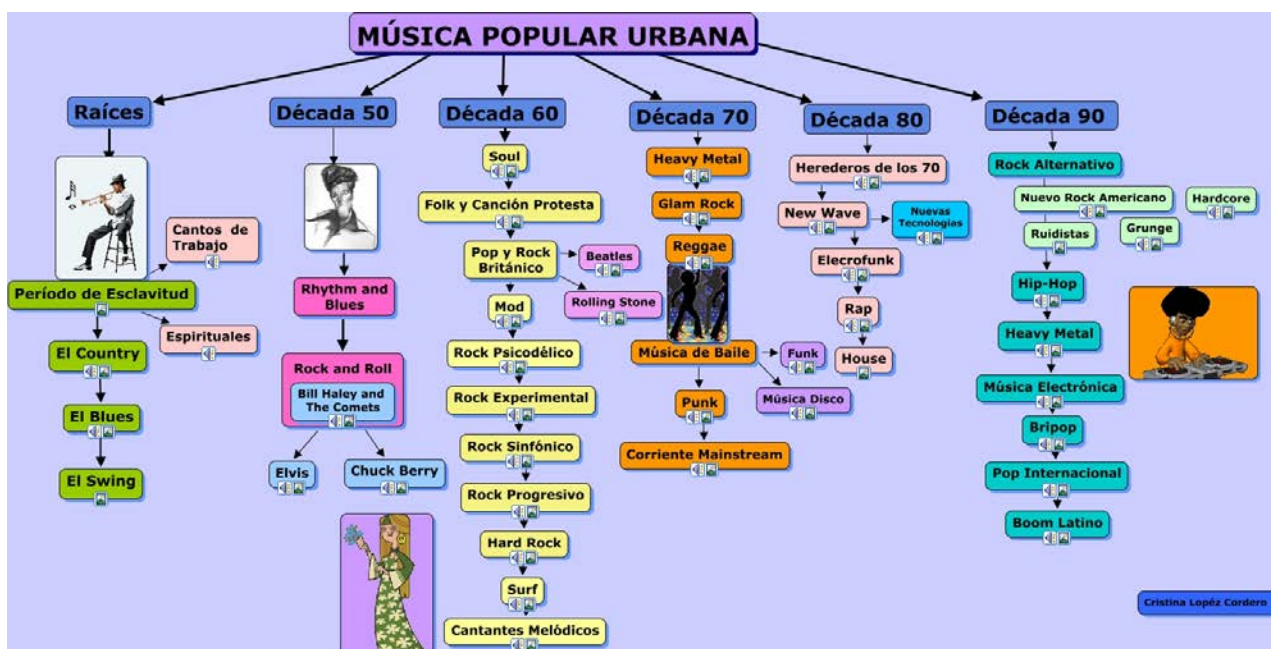 MÚSICA POPULAR URBANA
Raíces
Cantos de
Trabajo
Período de Esclavitud
Espirituales
El Country
El Blues
El Swing
Década 50
Rhythm and
Blues
Rock and Roll
Bill Haley and
The Comets
Elvis
Chuck Berry
Década 60
Soul
Folk y Canción Protesta
Pop y Rock
Británico
Beatles
Rolling Stone
Mod
Rock Psicodélico
Rock Experimental
Rock Sinfónico
Rock Progresivo
Hard Rock
Surf
Cantantes Melódicos
Década 70
Heavy Metal
Glam Rock
Reggae
Música de Baile
Funk
Música Disco
Punk
Corriente Mainstream
Década 80
Herederos de los 70
New Wave
Nuevas
Tecnologías
Elecrofunk
Rap
House
Década 90
Rock Alternativo
Nuevo Rock Americano
Hardcore
Ruidistas
Grunge
Hip-Hop
Heavy Metal
Música Electrónica
Bripop
Pop Internacional
Boom Latino
Cristina Lopéz Cordero